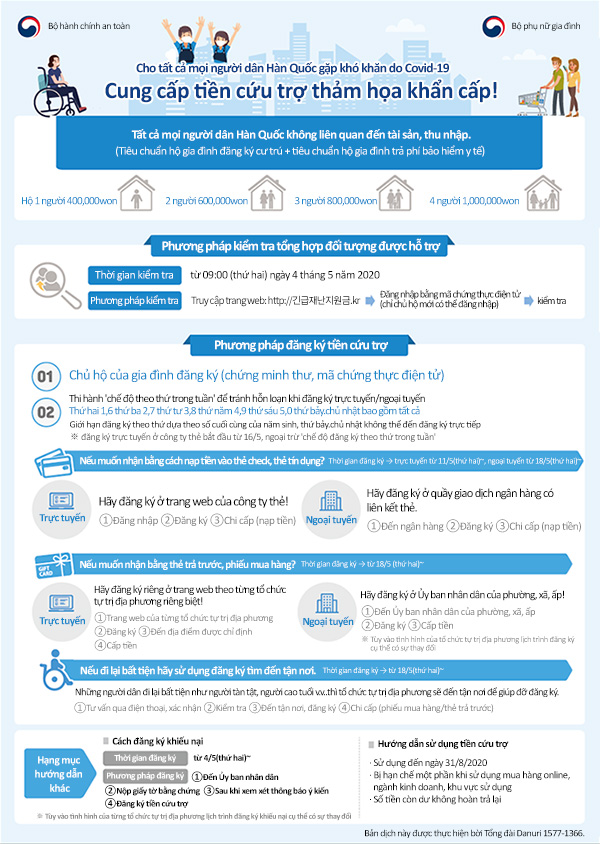 Bộ hành chính an toàn
Bộ phụ nữ gia đình
Cho tất cả mọi người dân Hàn Quốc gặp khó khăn do Covid-19
Cung cấp tiền cứu trợ thảm họa khẩn cấp!
Tất cả mọi người dân Hàn Quốc không liên quan đến tài sản, thu nhập.
(Tiêu chuẩn hộ gia đình đăng ký cư trú + tiêu chuẩn hộ gia đình trả phí bảo hiểm y tế)
Hộ 1 người 400,000won
2 người 600,000won
3 người 800,000won
4 người 1,000,000won
Phương pháp kiểm tra tổng hợp đối tượng được hỗ trợ
Thời gian kiểm tra
từ 09:00 (thứ hai) ngày 4 tháng 5 năm 2020
Phương pháp kiểm tra
Truy cập trang web: http://긴급재난지원금.kr
Đăng nhập bằng mã chứng thực điện tử
(chỉ chủ hộ mới có thể đăng nhập)
kiểm tra
Phương pháp đăng ký tiền cứu trợ
01
Chủ hộ của gia đình đăng ký (chứng minh thư, mã chứng thực điện tử)
02
Thi hành 'chế độ theo thứ trong tuần' để tránh hỗn loạn khi đăng ký trực tuyến/ngoại tuyến
Thứ hai 1,6 thứ ba 2,7 thứ tư 3,8 thứ năm 4,9 thứ sáu 5,0 thứ bảy.chủ nhật bao gồm tất cả
Giới hạn đăng ký theo thứ dựa theo số cuối cùng của năm sinh, thứ bảy.chủ nhật không thể đến đăng ký trực tiếp
※ đăng ký trực tuyến ở công ty thẻ bắt đầu từ 16/5, ngoại trừ 'chế độ đăng ký theo thứ trong tuần'
Nếu muốn nhận bằng cách nạp tiền vào thẻ check, thẻ tín dụng?
Thời gian đăng ký → trực tuyến từ 11/5(thứ hai)~, ngoại tuyến từ 18/5(thứ hai)~
Trực tuyến
Hãy đăng ký ở trang web của công ty thẻ!
①Đăng nhập ②Đăng ký ③Chi cấp (nạp tiền)
Ngoại tuyến
Hãy đăng ký ở quầy giao dịch ngân hàng có
liên kết thẻ.
①Đến ngân hàng ②Đăng ký ③Chi cấp (nạp tiền)
GIFT CARD
Nếu muốn nhận bằng thẻ trả trước, phiếu mua hàng?
Thời gian đăng ký → từ 18/5 (thứ hai)~
Trực tuyến
Hãy đăng ký riêng ở trang web theo từng tổ chức
tự trị địa phương riêng biệt!
①Trang web của từng tổ chức tự trị địa phương
②Đăng ký ③Đến địa điểm được chỉ định
④Cấp tiền
Ngoại tuyến
Hãy đăng ký ở Ủy ban nhân dân của phường, xã, ấp!
①Đến Ủy ban nhân dân của phường, xã, ấp
②Đăng ký ③Cấp tiền
※ Tùy vào tình hình của tổ chức tự trị địa phương lịch trình đăng ký
cụ thể có sự thay đổi
Nếu đi lại bất tiện hãy sử dụng đăng ký tìm đến tận nơi.
Thời gian đăng ký → từ 18/5(thứ hai)~
Những người dân đi lại bất tiện như người tàn tật, người cao tuổi v.v..thì tổ chức tự trị địa phương sẽ đến tận nơi để giúp đỡ đăng ký.
①Tư vấn qua điện thoại, xác nhận ②Kiểm tra ③Đến tận nơi, đăng ký ④Chi cấp (phiếu mua hàng/thẻ trả trước)
Hạng mục
hướng dẫn
khác
Cách đăng ký khiếu nại
Thời gian đăng ký
từ 4/5(thứ hai)~
Phương pháp đăng ký
①Đến Ủy ban nhân dân
②Nộp giấy tờ bằng chứng ③Sau khi xem xét thông báo ý kiến
④Đăng ký tiền cứu trợ
※ Tùy vào tình hình của từng tổ chức tự trị địa phương lịch trình đăng ký khiếu nại cụ thể có sự thay đổi
Hướng dẫn sử dụng tiền cứu trợ
· Sử dụng đến ngày 31/8/2020
· Bị hạn chế một phần khi sử dụng mua hàng online,
ngành kinh doanh, khu vực sử dụng
· Số tiền còn dư không hoàn trả lại
Bản dịch này được thực hiện bời Tổng đài Danuri 1577-1366.